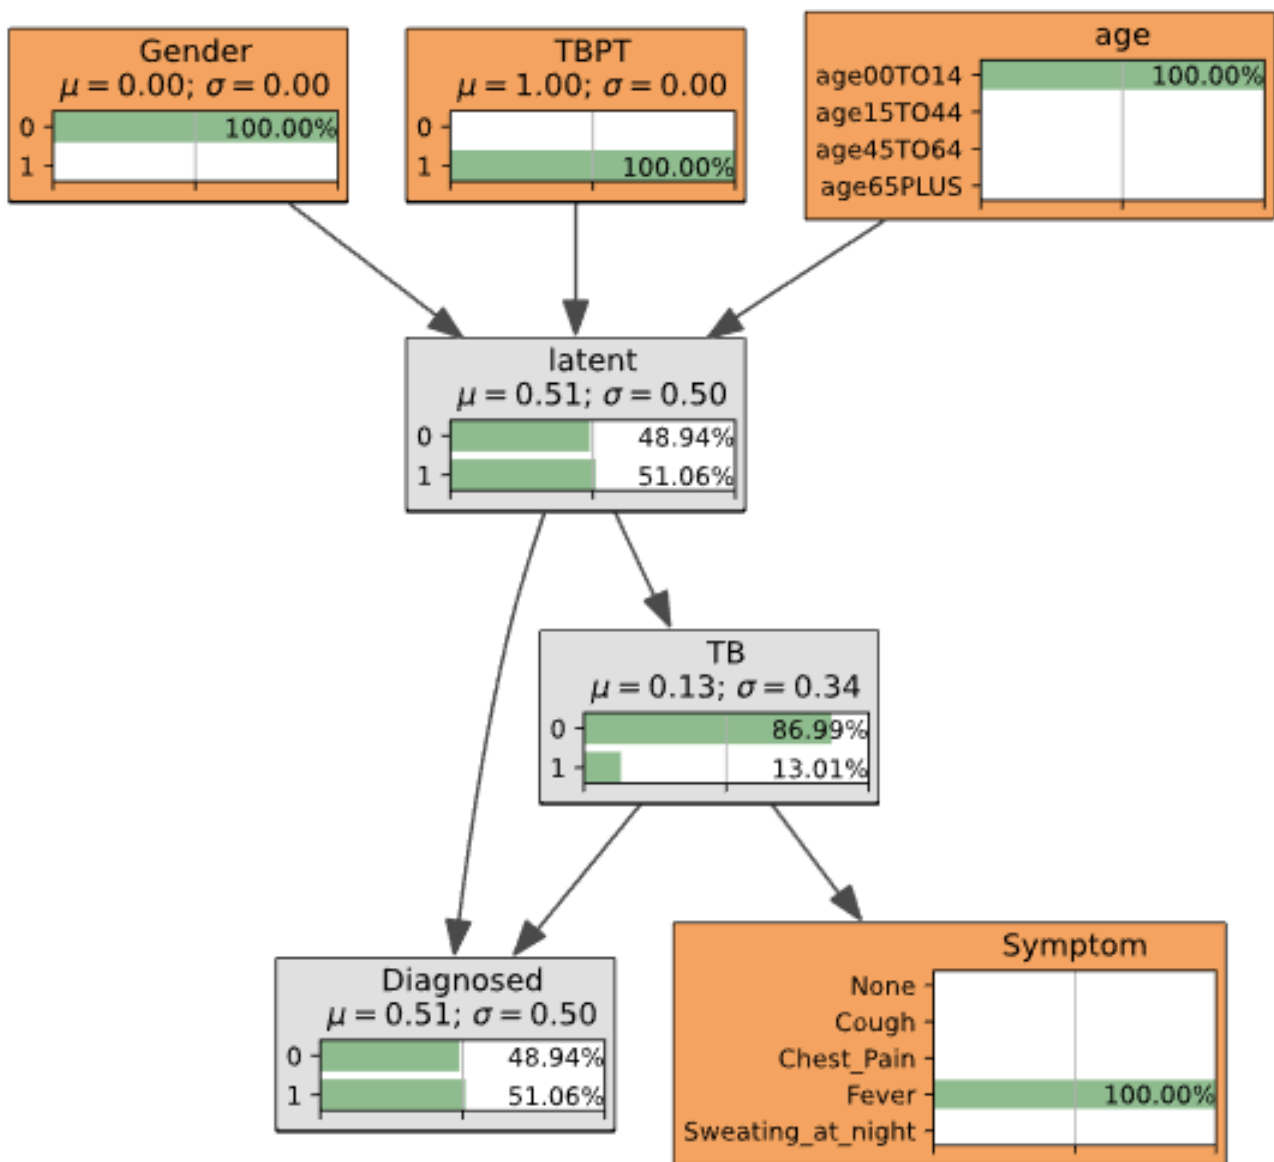 Gender
μ = 0.00; σ = 0.00
0 100.00%
1
TBPT
μ = 1.00; σ = 0.00
0
1 100.00%
age
age00TO14 100.00%
age15TO44
age45TO64
age65PLUS
latent
μ = 0.51; σ = 0.50
0 48.94%
1 51.06%
TB
μ = 0.13; σ = 0.34
0 86.99%
1 13.01%
Diagnosed
μ = 0.51; σ = 0.50
0 48.94%
1 51.06%
Symptom
None
Cough
Chest_Pain
Fever 100.00%
Sweating_at_night